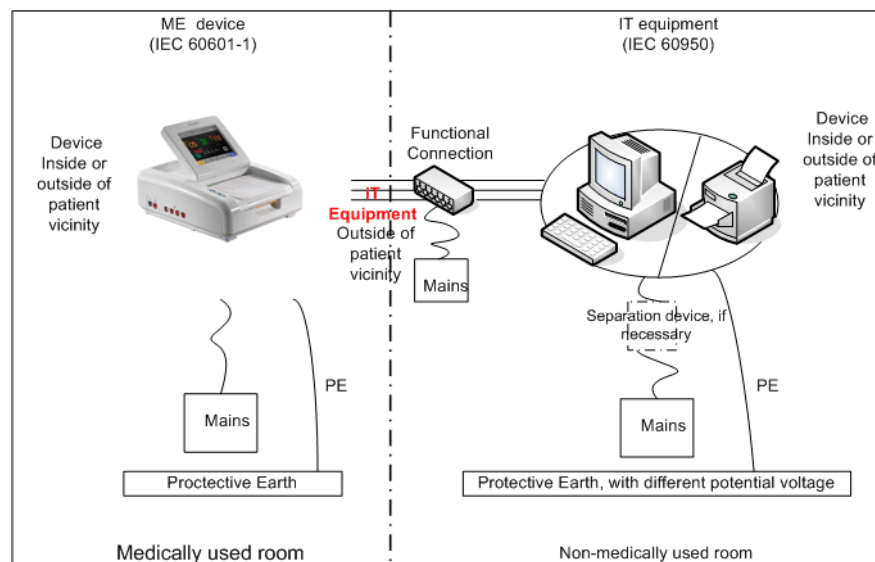 ME device
(IEC 60601-1)
IT equipment
(IEC 60950)
Device
Inside or
outside of
patient
vicinity
Functional
Connection
Device
Inside or
outside of
patient
vicinity
IT
Equipment
Outside of
patient
vicinity
Mains
Separation device, if
necessary
PE
Mains
PE
Mains
Proctective Earth
Protective Earth, with different potential voltage
Medically used room
Non-medically used room